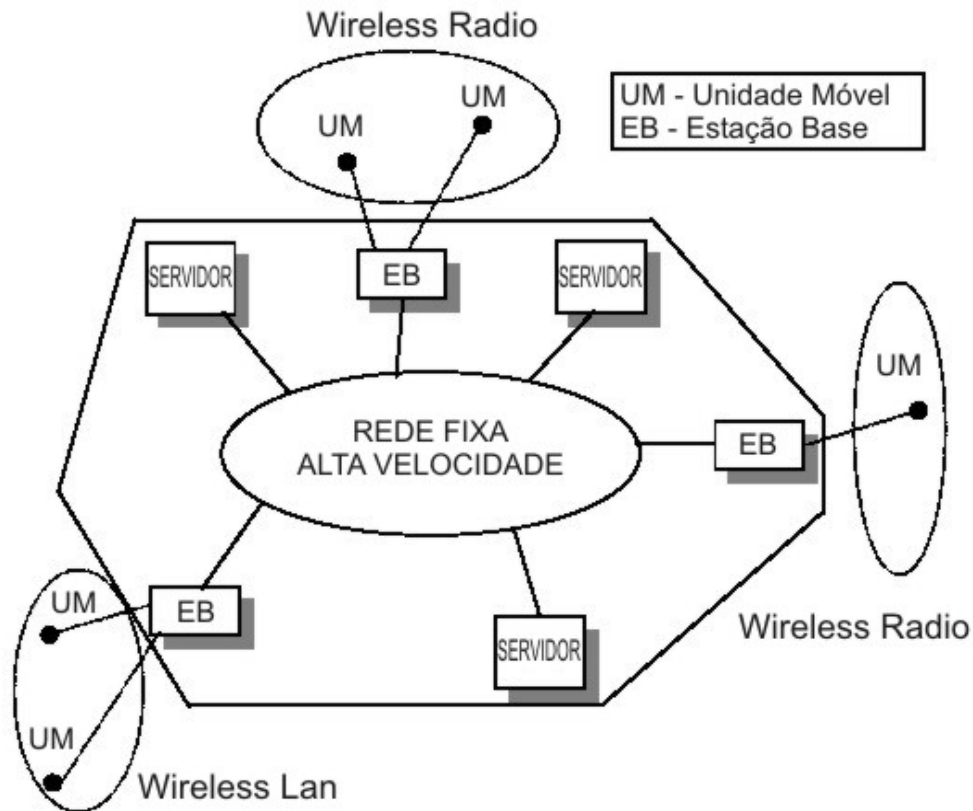 Wireless Radio
UM
UM
UM - Unidade Móvel
EB - Estação Base
SERVIDOR
EB
SERVIDOR
UM
REDE FIXA
ALTA VELOCIDADE
EB
UM
EB
SERVIDOR
Wireless Radio
UM
Wireless Lan